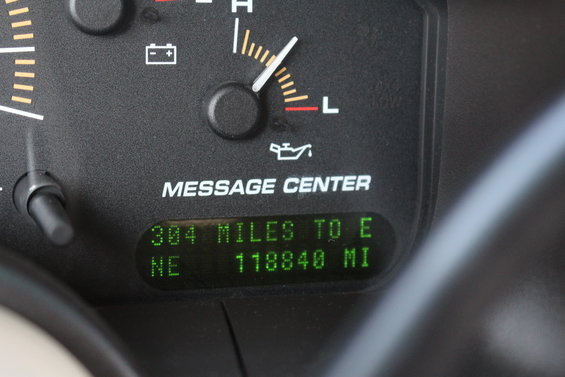 H
L
MESSAGE CENTER
304 MILES TO E
NE 118840 MI